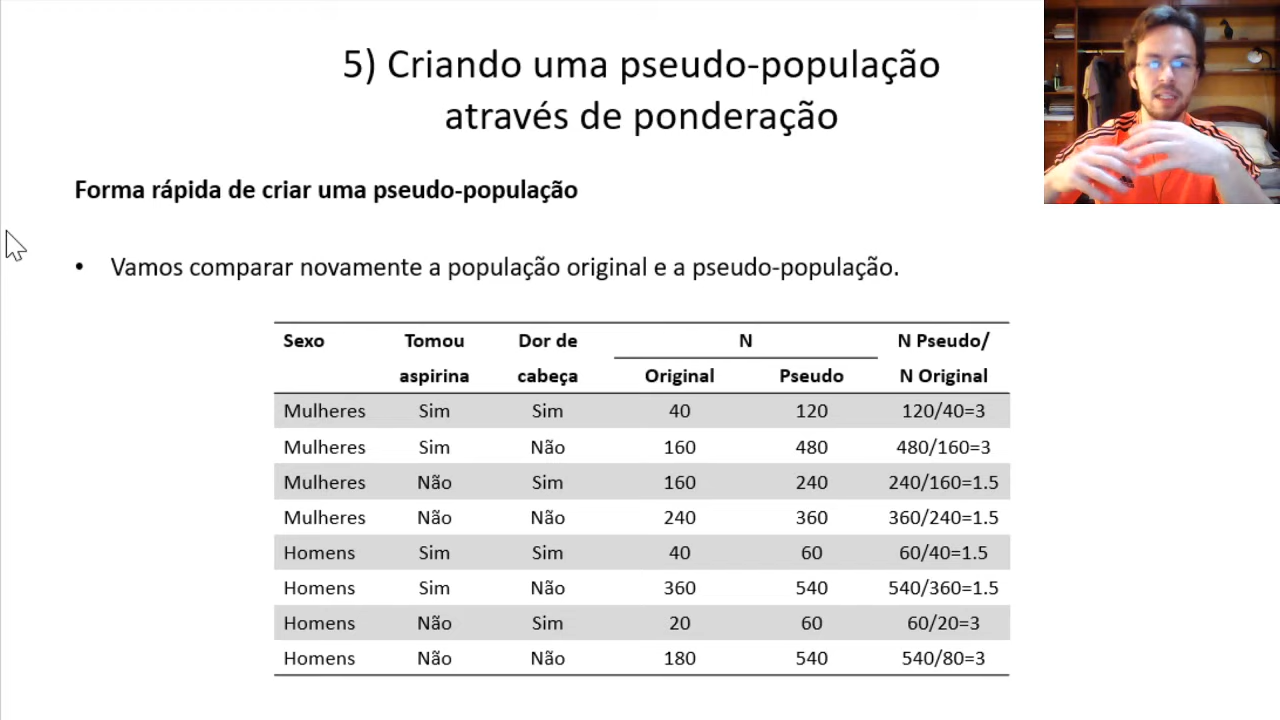 5) Criando uma pseudo-população
através de ponderação
Forma rápida de criar uma pseudo-população
• Vamos comparar novamente a população original e a pseudo-população.
Sexo Tomou Dor de N N Pseudo/
aspirina cabeça Original Pseudo N Original
Mulheres Sim Sim 40 120 120/40=3
Mulheres Sim Não 160 480 480/160=3
Mulheres Não Sim 160 240 240/160=1.5
Mulheres Não Não 240 360 360/240=1.5
Homens Sim Sim 40 60 60/40=1.5
Homens Sim Não 360 540 540/360=1.5
Homens Não Sim 20 60 60/20=3
Homens Não Não 180 540 540/80=3